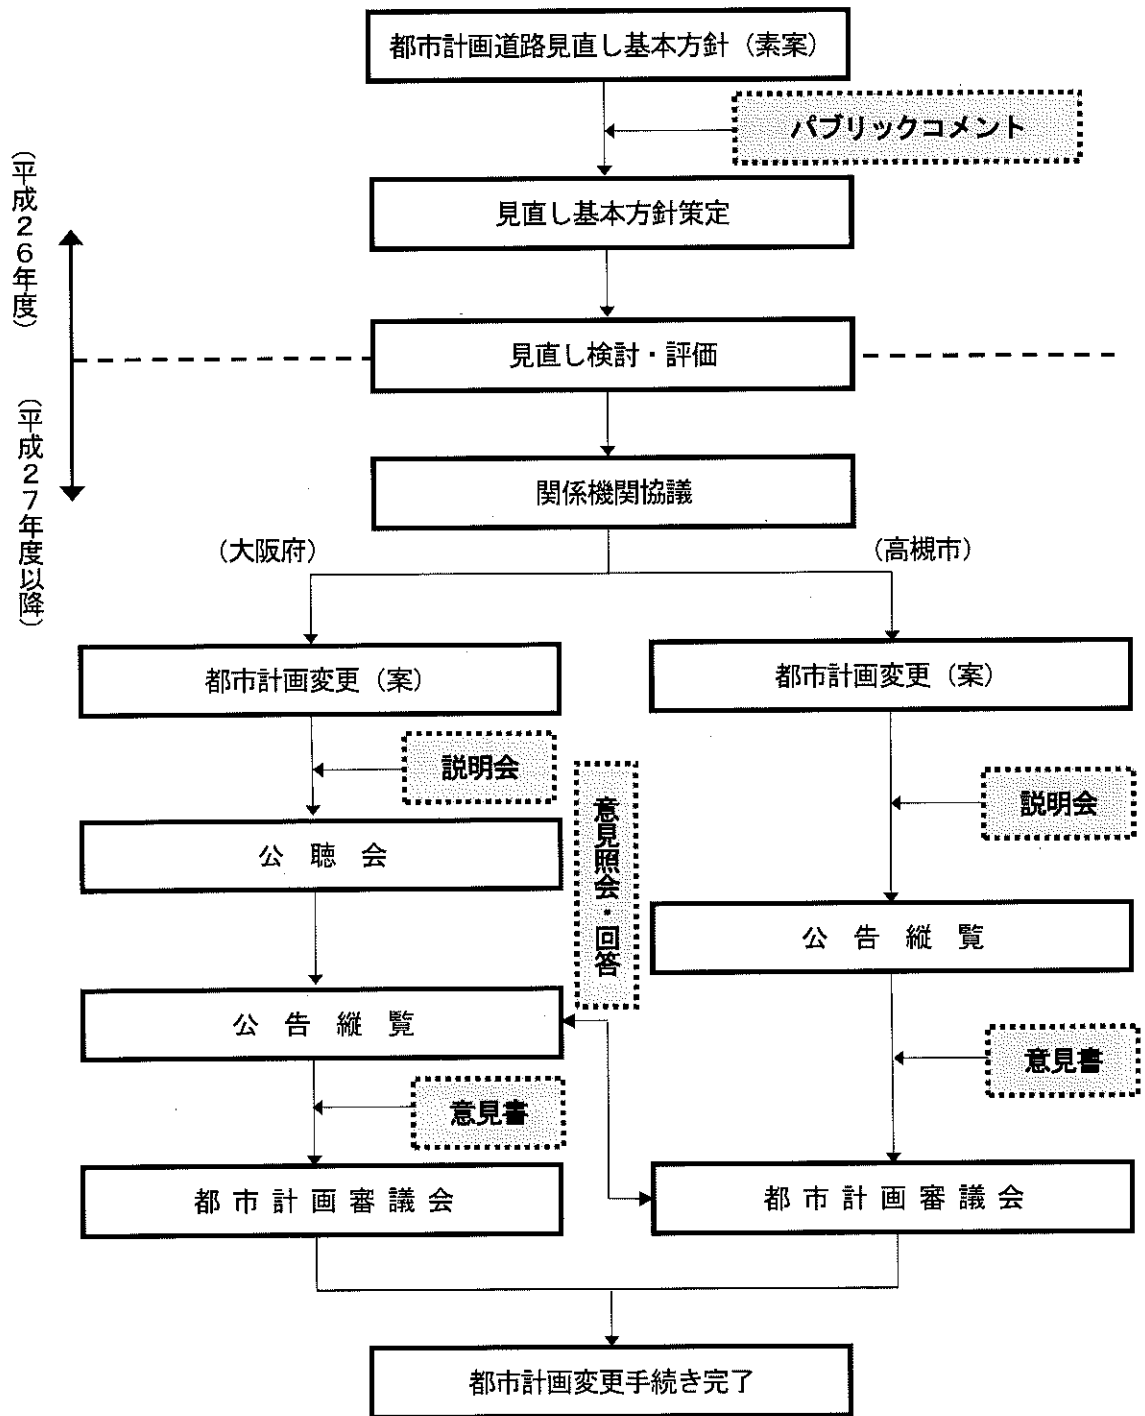 都市計画道路見直し基本方針（素案）
パブリックコメント
（平成２６年度）
見直し基本方針策定
見直し検討・評価
（平成２７年度以降）
関係機関協議
（大阪府）
（高槻市）
都市計画変更（案）
都市計画変更（案）
説明会
説明会
意見照会・回答
公 聴 会
公 告 縦 覧
公 告 縦 覧
意見書
意見書
都 市 計 画 審 議 会
都 市 計 画 審 議 会
都市計画変更手続き完了